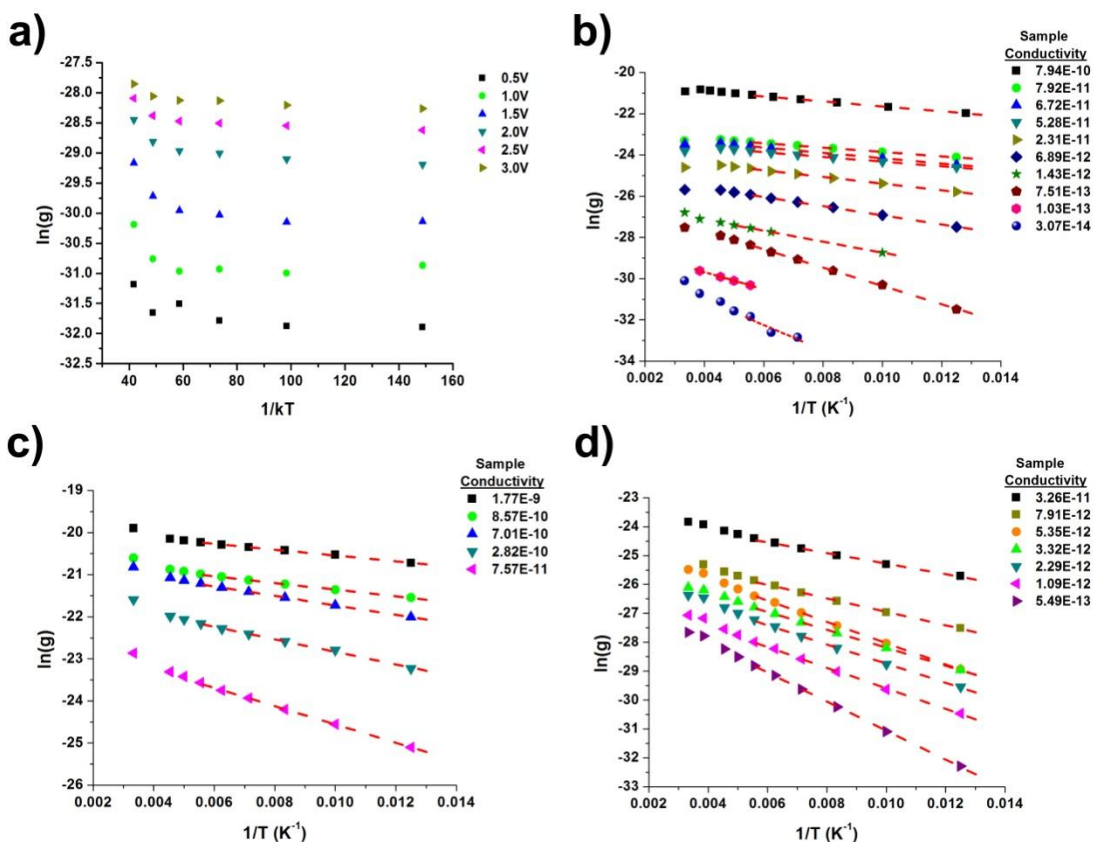 a)
-27.5
-28.0
-28.5
-29.0
-29.5
-30.0
-30.5
-31.0
-31.5
-32.0
-32.5
ln(g)
40 60 80 100 120 140 160
1/kT
0.5V
1.0V
1.5V
2.0V
2.5V
3.0V
b)
-20
-22
-24
-26
-28
-30
-32
-34
ln(g)
0.002 0.004 0.006 0.008 0.010 0.012 0.014
1/T (K⁻¹)
Sample
Conductivity
7.94E-10
7.92E-11
6.72E-11
5.28E-11
2.31E-11
6.89E-12
1.43E-12
7.51E-13
1.03E-13
3.07E-14
c)
-19
-20
-21
-22
-23
-24
-25
-26
ln(g)
0.002 0.004 0.006 0.008 0.010 0.012 0.014
1/T (K⁻¹)
Sample
Conductivity
1.77E-9
8.57E-10
7.01E-10
2.82E-10
7.57E-11
d)
-23
-24
-25
-26
-27
-28
-29
-30
-31
-32
-33
ln(g)
0.002 0.004 0.006 0.008 0.010 0.012 0.014
1/T (K⁻¹)
Sample
Conductivity
3.26E-11
7.91E-12
5.35E-12
3.32E-12
2.29E-12
1.09E-12
5.49E-13